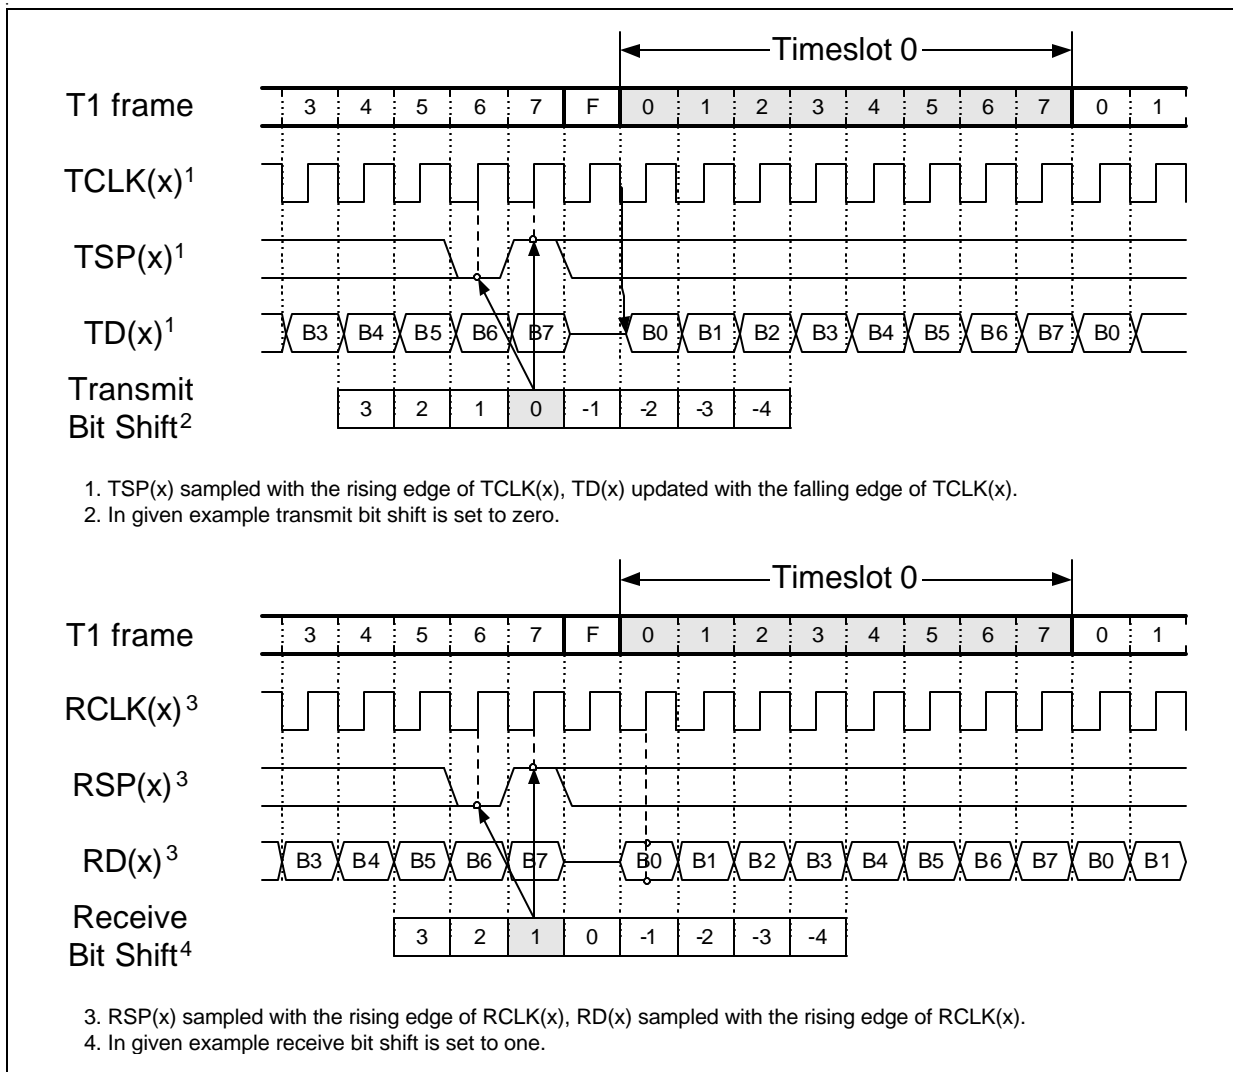 Timeslot 0
T1 frame 3 4 5 6 7 F 0 1 2 3 4 5 6 7 0 1
TCLK(x)1
TSP(x)1
TD(x)1 B3 B4 B5 B6 B7 B0 B1 B2 B3 B4 B5 B6 B7 B0
Transmit
Bit Shift2
3 2 1 0 -1 -2 -3 -4
1. TSP(x) sampled with the rising edge of TCLK(x), TD(x) updated with the falling edge of TCLK(x).
2. In given example transmit bit shift is set to zero.
Timeslot 0
T1 frame 3 4 5 6 7 F 0 1 2 3 4 5 6 7 0 1
RCLK(x)3
RSP(x)3
RD(x)3 B3 B4 B5 B6 B7 B0 B1 B2 B3 B4 B5 B6 B7 B0 B1
Receive
Bit Shift4
3 2 1 0 -1 -2 -3 -4
3. RSP(x) sampled with the rising edge of RCLK(x), RD(x) sampled with the rising edge of RCLK(x).
4. In given example receive bit shift is set to one.